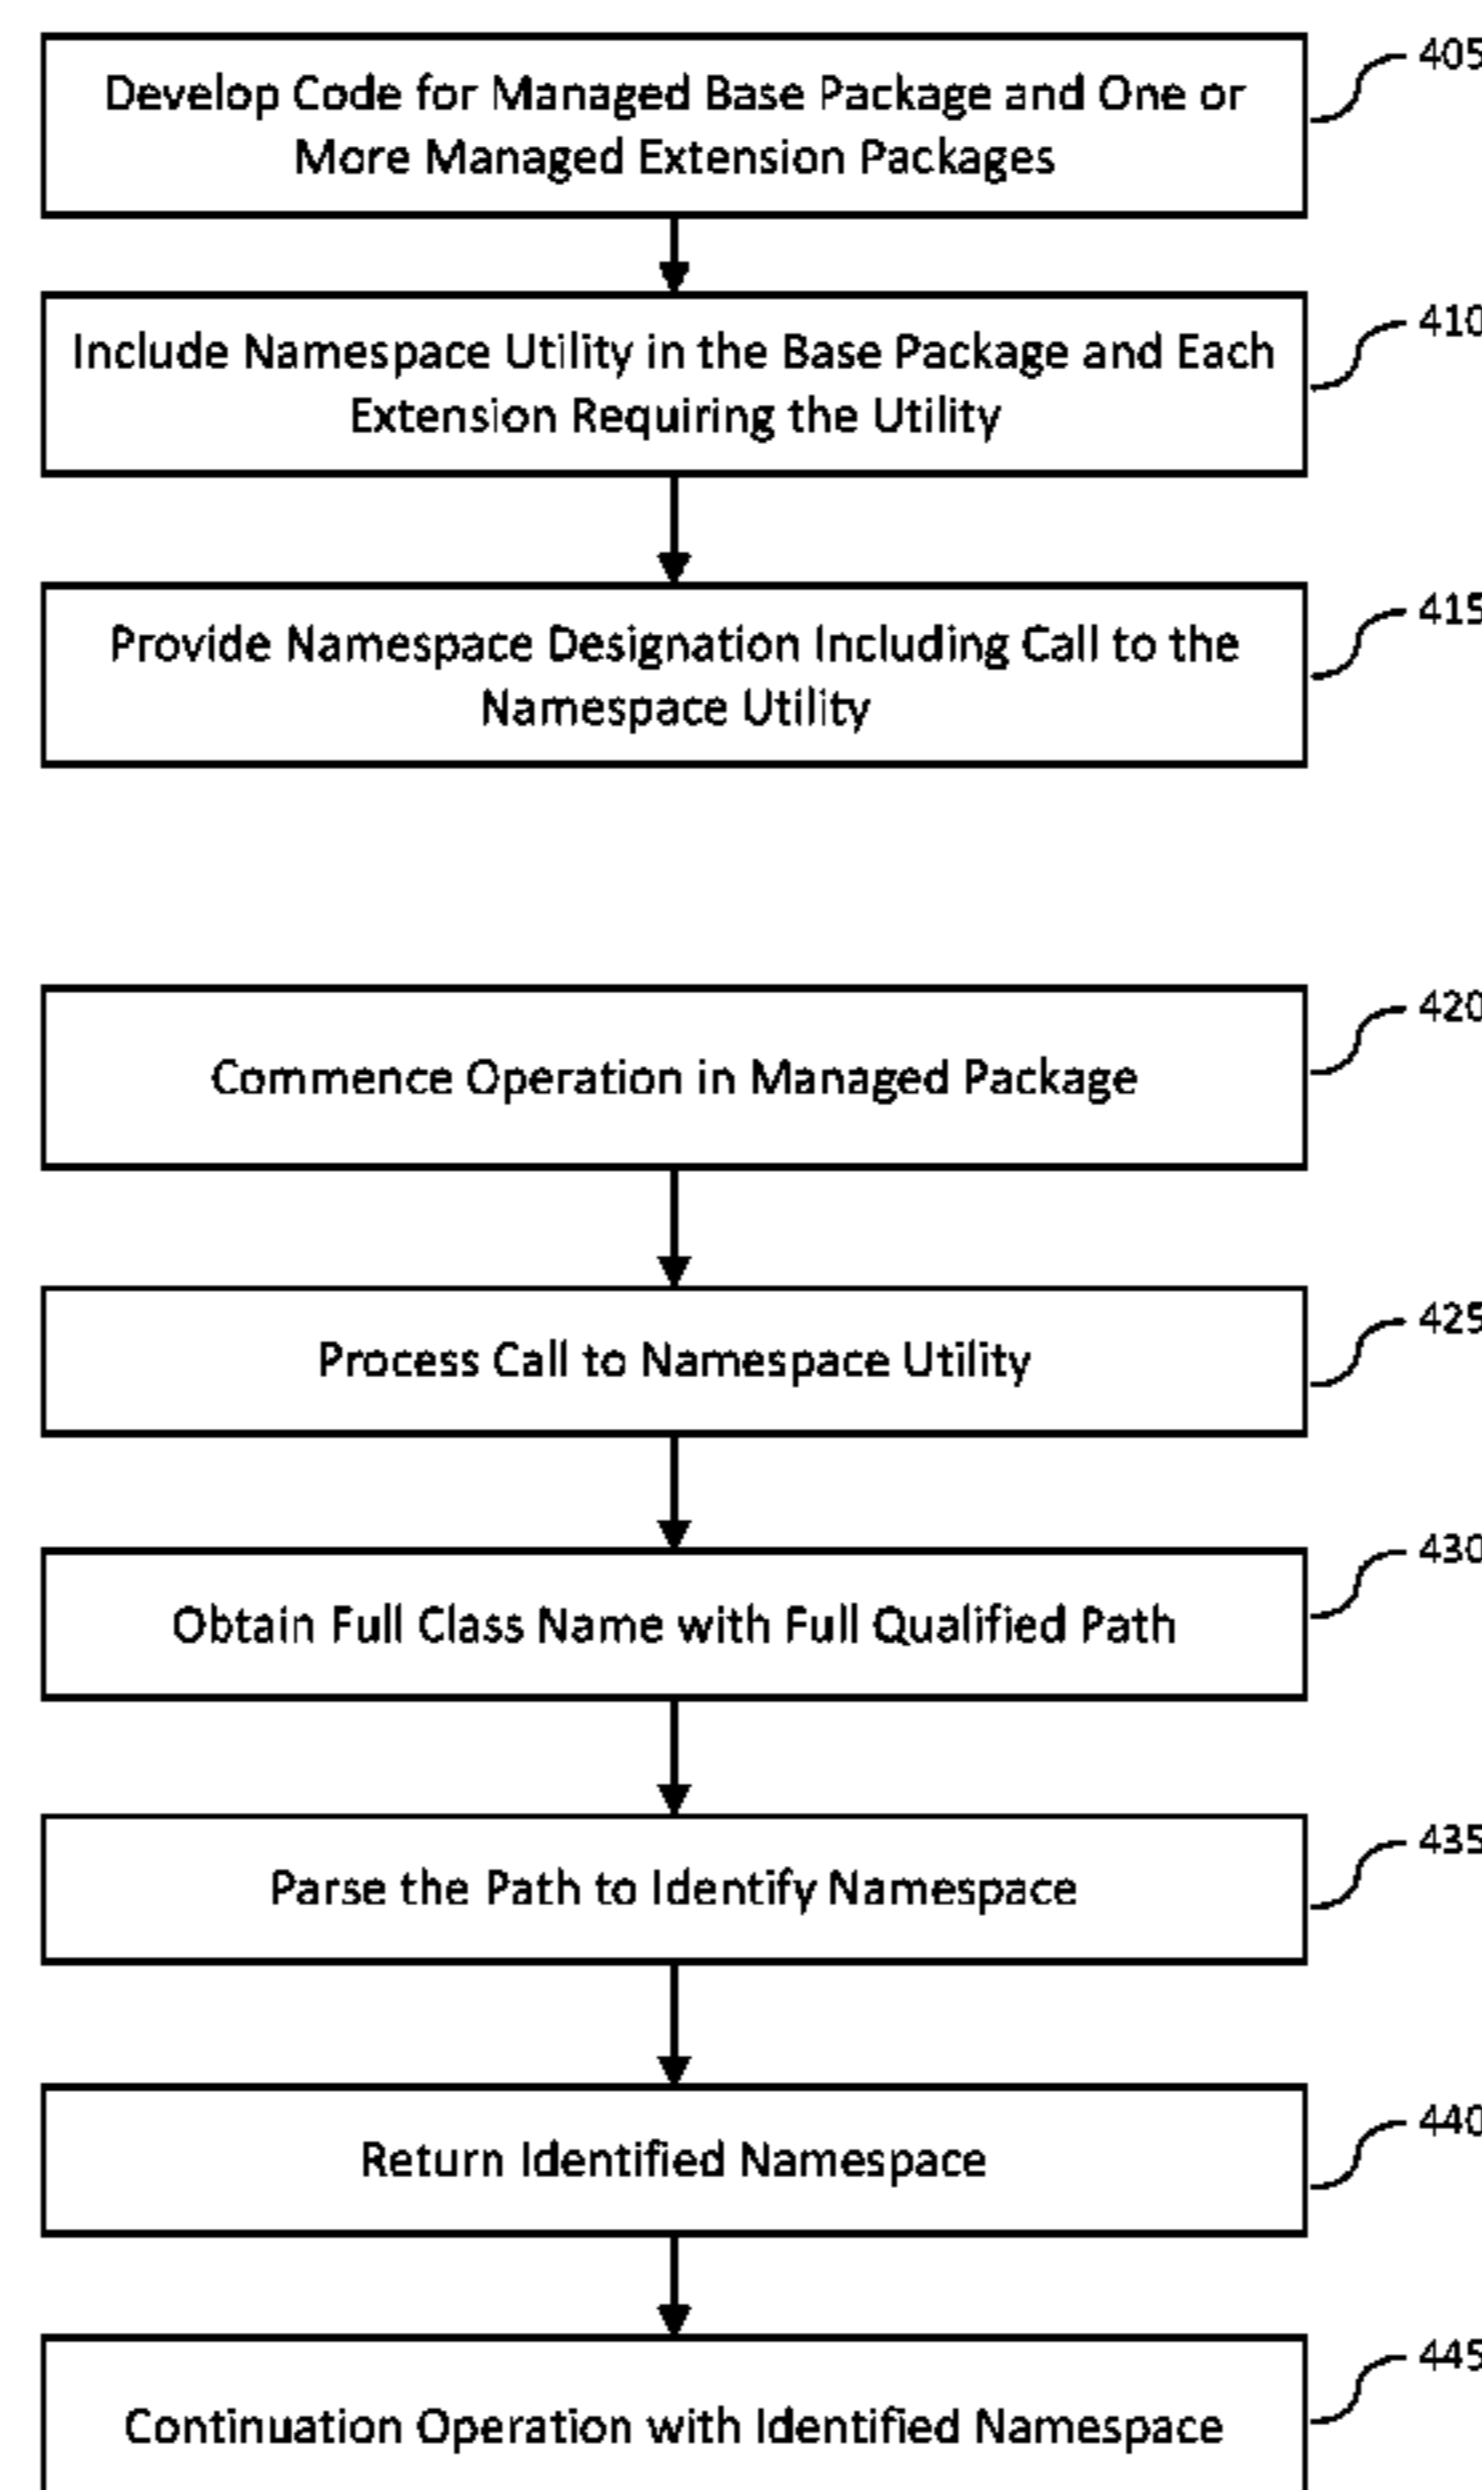 405
Develop Code for Managed Base Package and One or
More Managed Extension Packages
410
Include Namespace Utility in the Base Package and Each
Extension Requiring the Utility
415
Provide Namespace Designation Including Call to the
Namespace Utility
420
Commence Operation in Managed Package
425
Process Call to Namespace Utility
430
Obtain Full Class Name with Full Qualified Path
435
Parse the Path to Identify Namespace
440
Return Identified Namespace
445
Continuation Operation with Identified Namespace